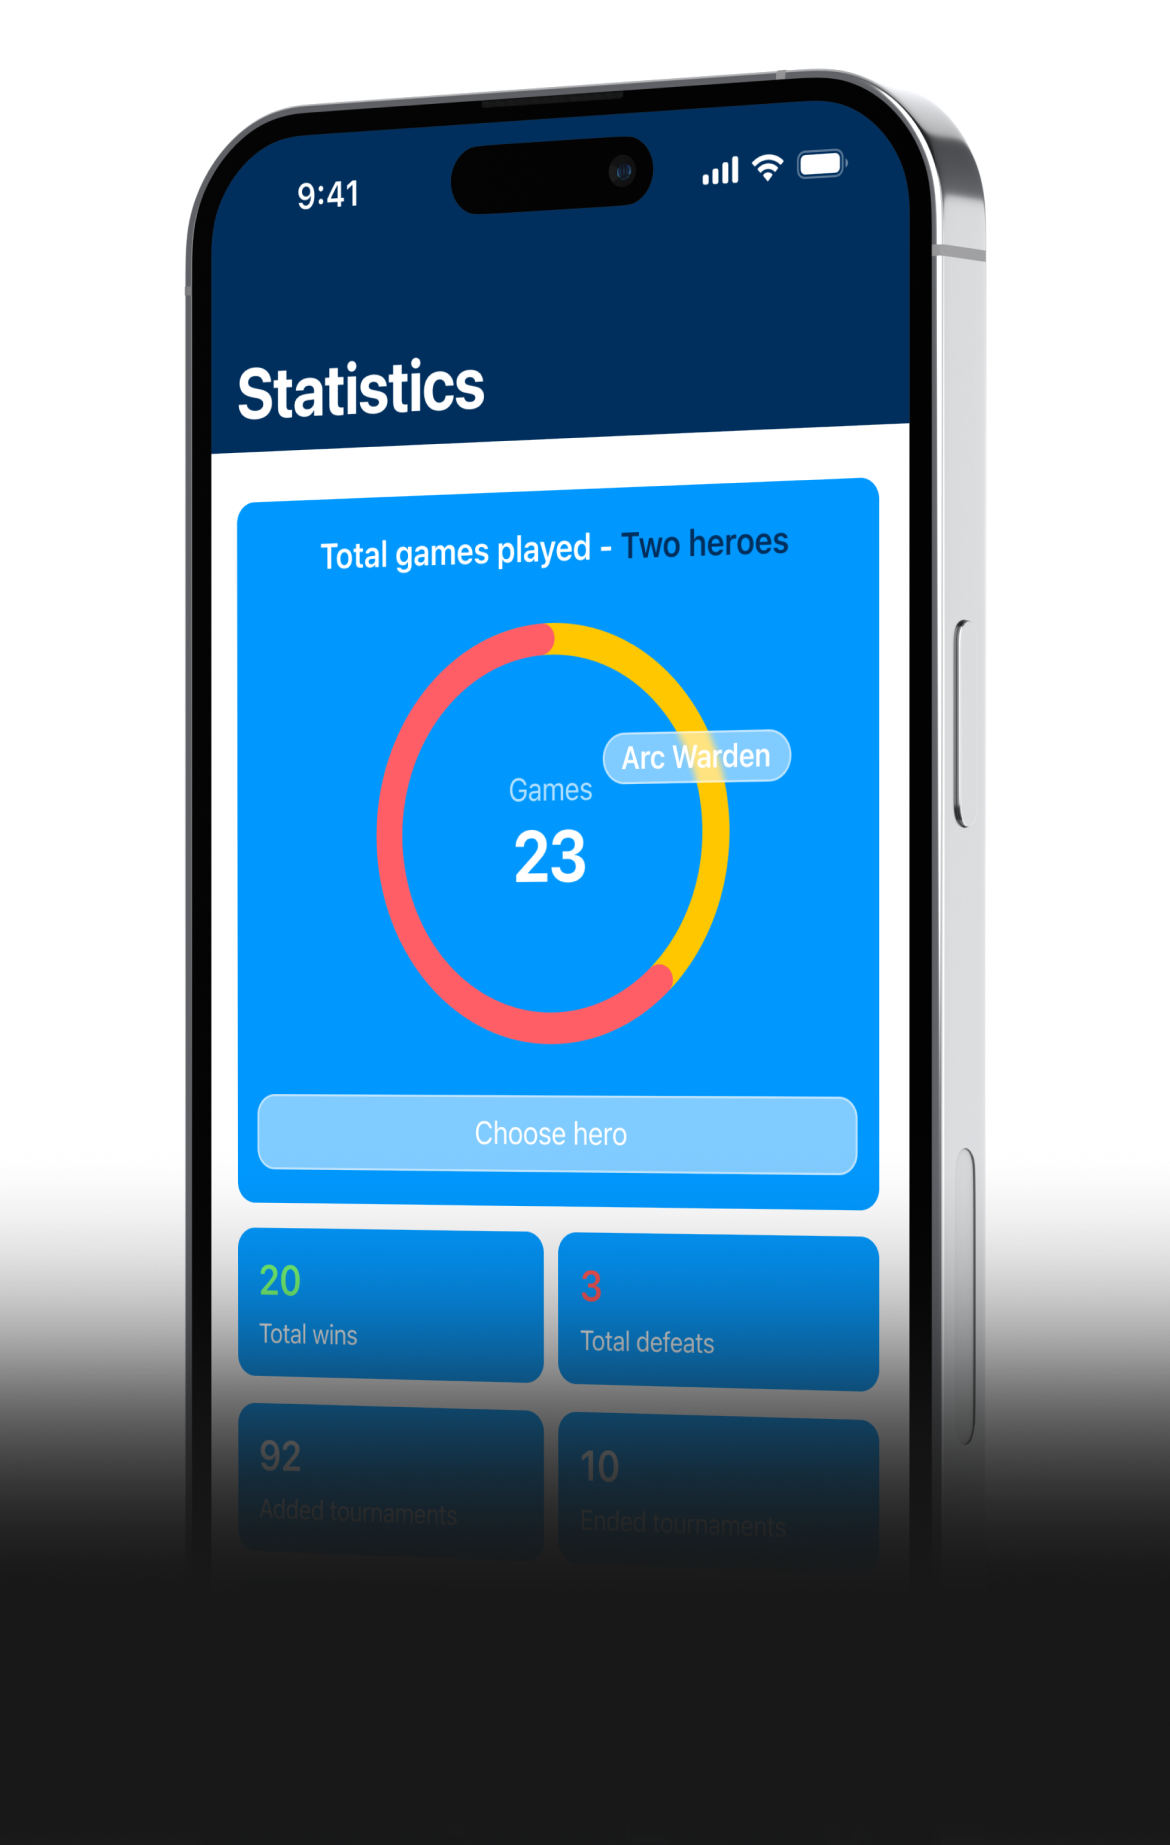 9:41
Statistics
Total games played - Two heroes
Arc Warden
Games
23
Choose hero
20
Total wins
3
Total defeats
92
Added tournaments
10
Ended tournaments